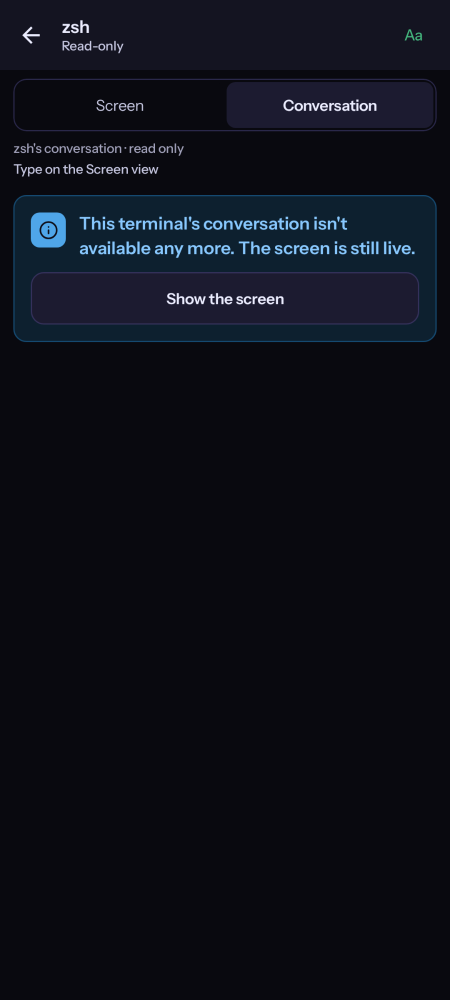 zsh
Read-only
Aa
Screen
Conversation
zsh's conversation · read only
Type on the Screen view
This terminal's conversation isn't
available any more. The screen is still live.
Show the screen